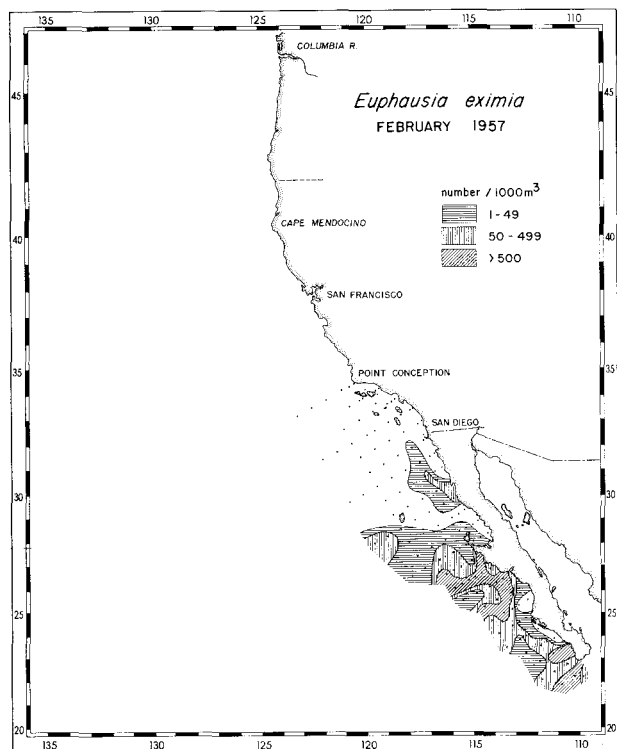 135 130 125 120 115 110
COLUMBIA R.
45 45
Euphausia eximia
FEBRUARY 1957
number / 1000m³
1-49
CAPE MENDOCINO
50-499
40 40
>500
SAN FRANCISCO
POINT CONCEPTION
35 35
SAN DIEGO
30 30
25 25
20 20
135 130 125 120 115 110